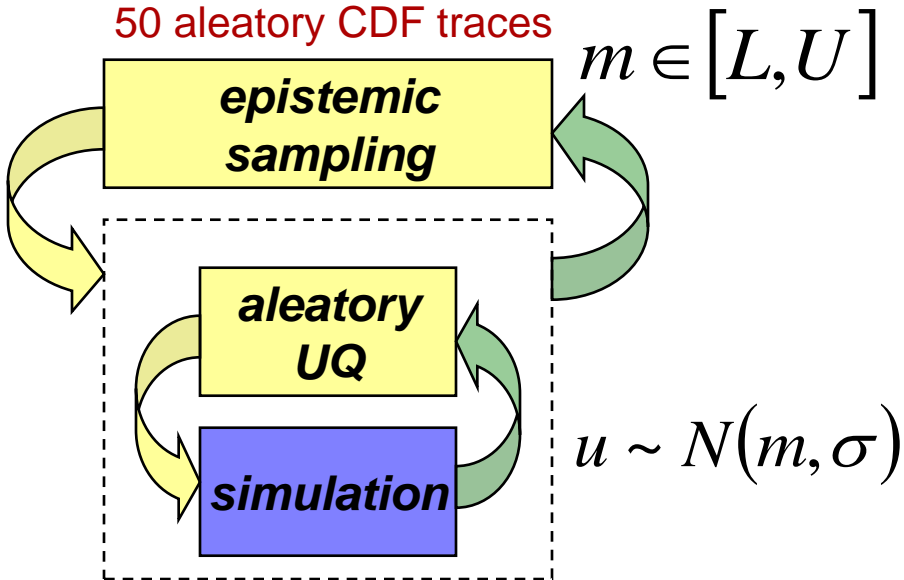 50 aleatory CDF traces
m ∈ [L, U]
epistemic
sampling
aleatory
UQ
u ~ N(m, σ)
simulation